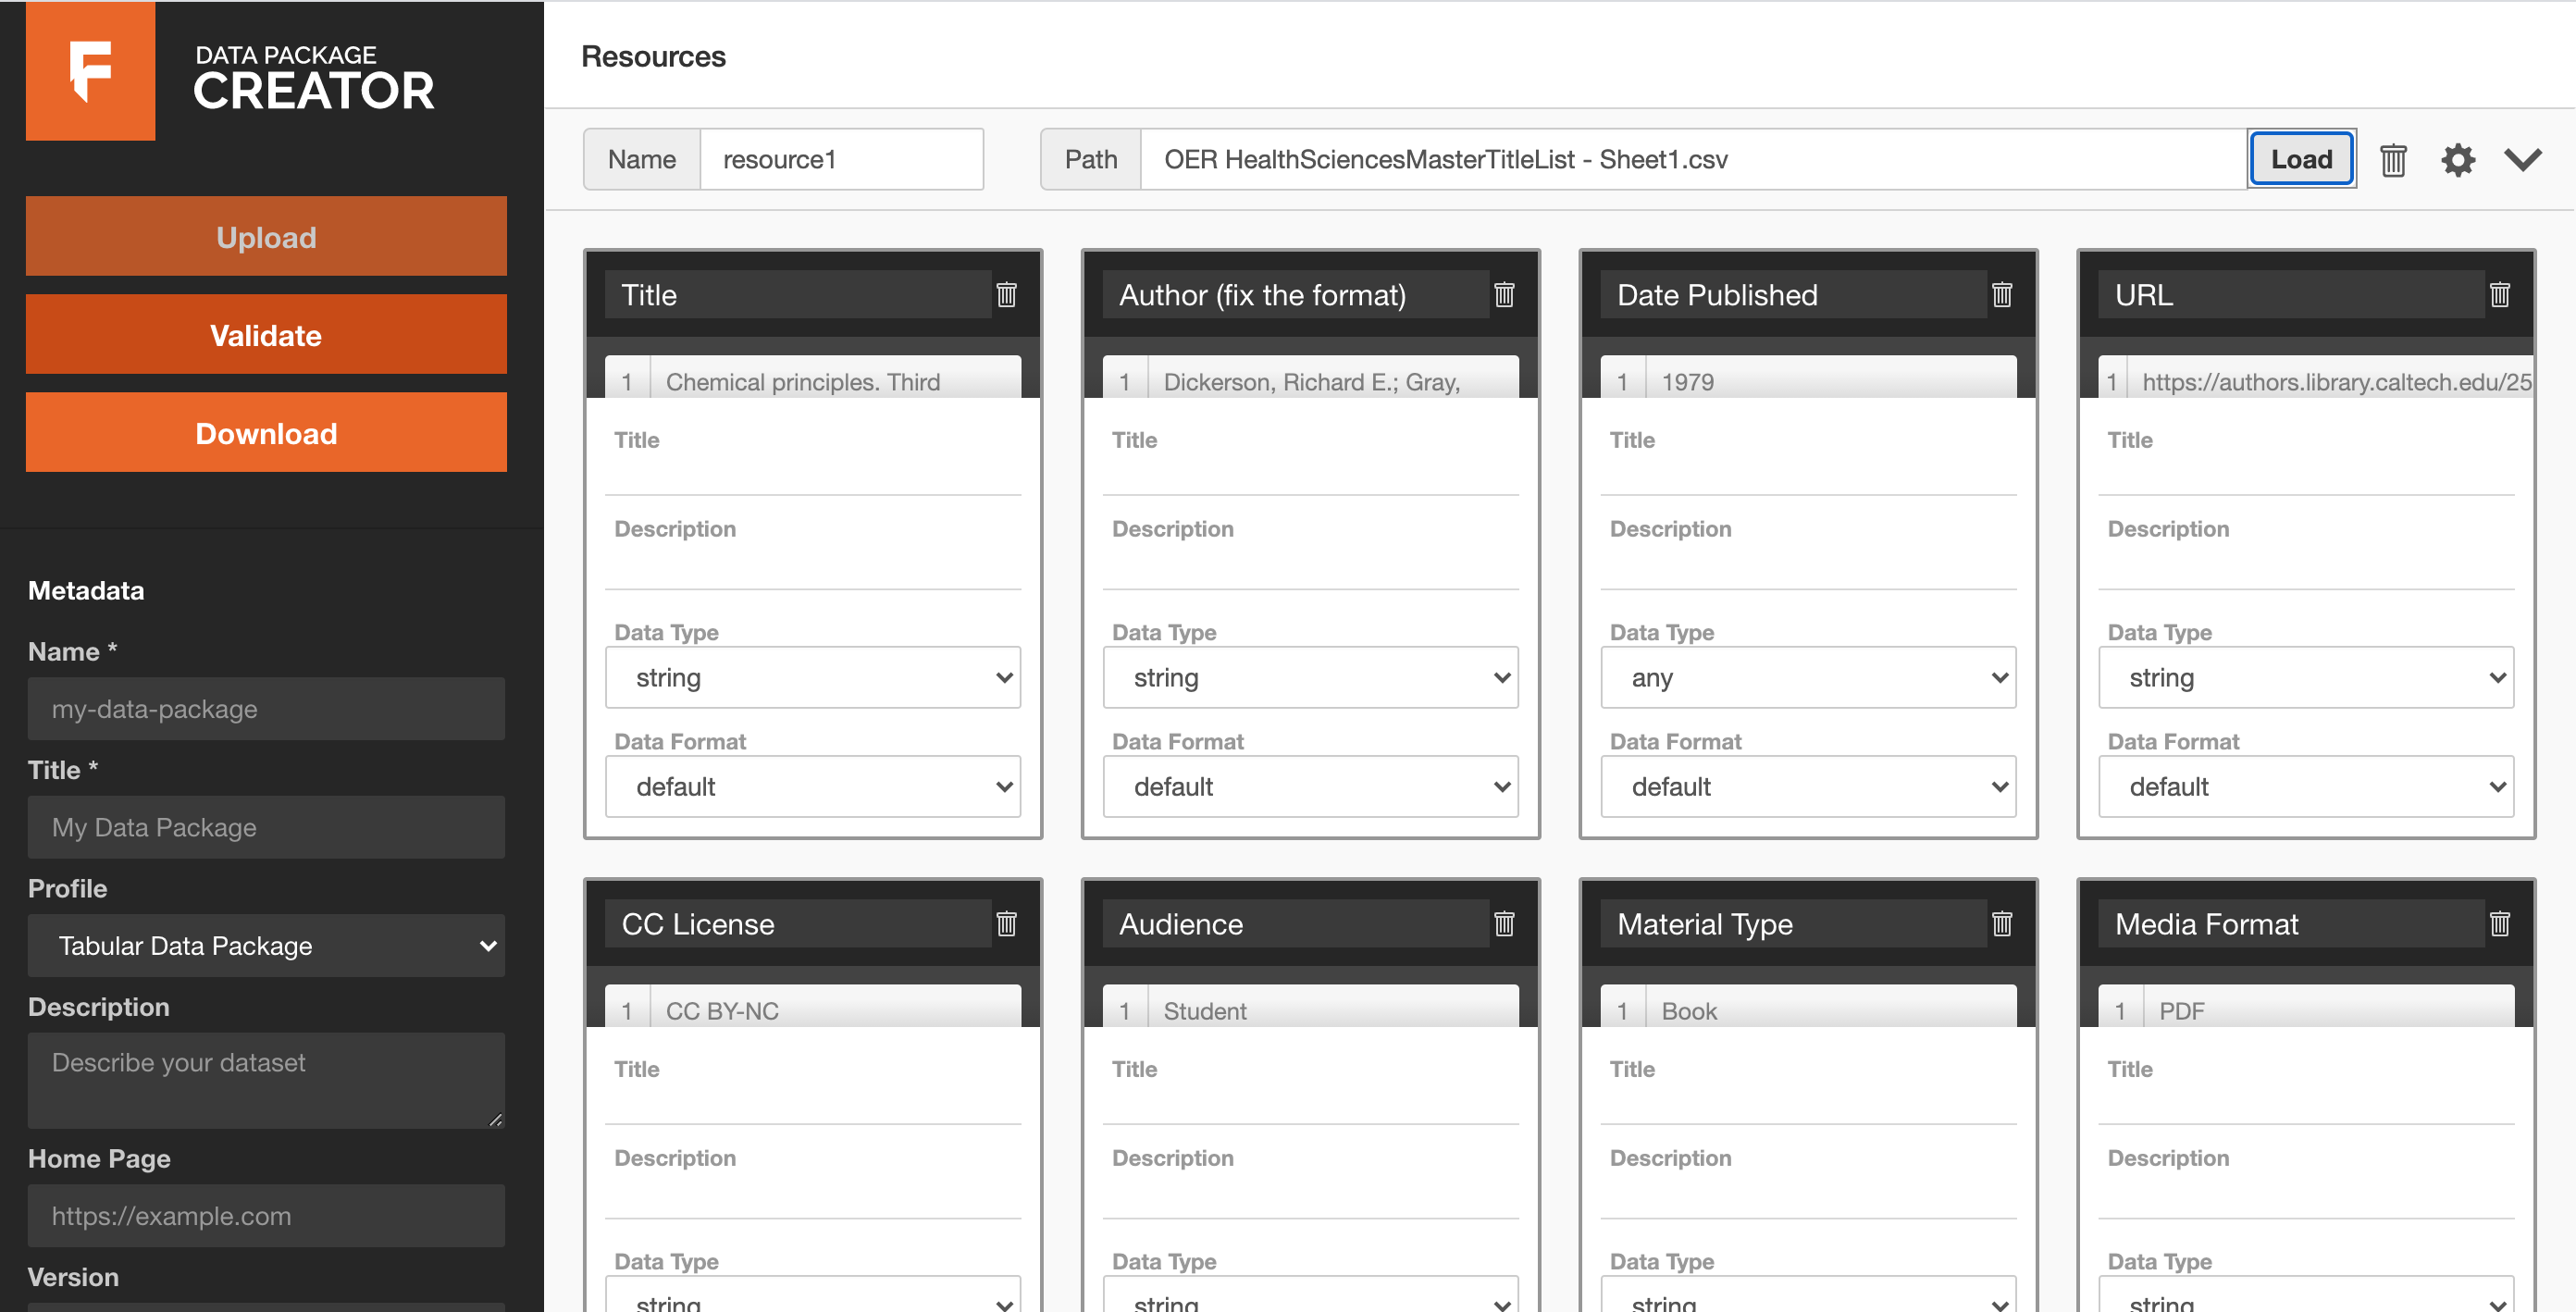 F
DATA PACKAGE
CREATOR
Upload
Validate
Download
Metadata
Name *
my-data-package
Title *
My Data Package
Profile
Tabular Data Package
Description
Describe your dataset
Home Page
https://example.com
Version
Resources
Name resource1 Path OER HealthSciencesMasterTitleList - Sheet1.csv Load
Title Author (fix the format) Date Published URL
1 Chemical principles. Third 1 Dickerson, Richard E.; Gray, 1 1979 1 https://authors.library.caltech.edu/25
Title Title Title Title
Description Description Description Description
Data Type Data Type Data Type Data Type
string string any string
Data Format Data Format Data Format Data Format
default default default default
CC License Audience Material Type Media Format
1 CC BY-NC 1 Student 1 Book 1 PDF
Title Title Title Title
Description Description Description Description
Data Type Data Type Data Type Data Type
string string string string